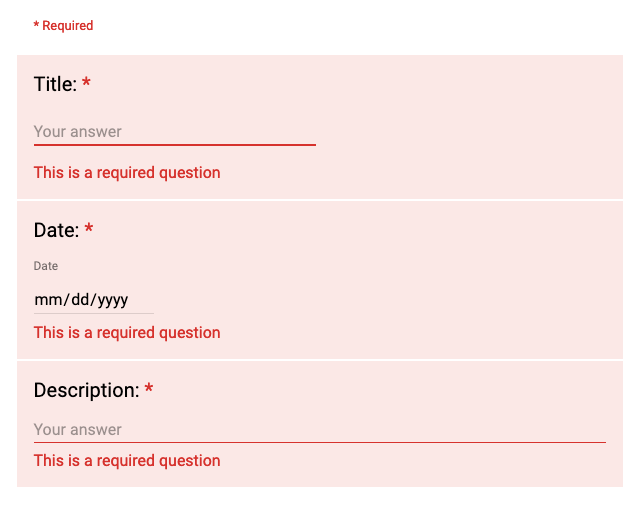 * Required
Title: *
Your answer
This is a required question
Date: *
Date
mm/dd/yyyy
This is a required question
Description: *
Your answer
This is a required question